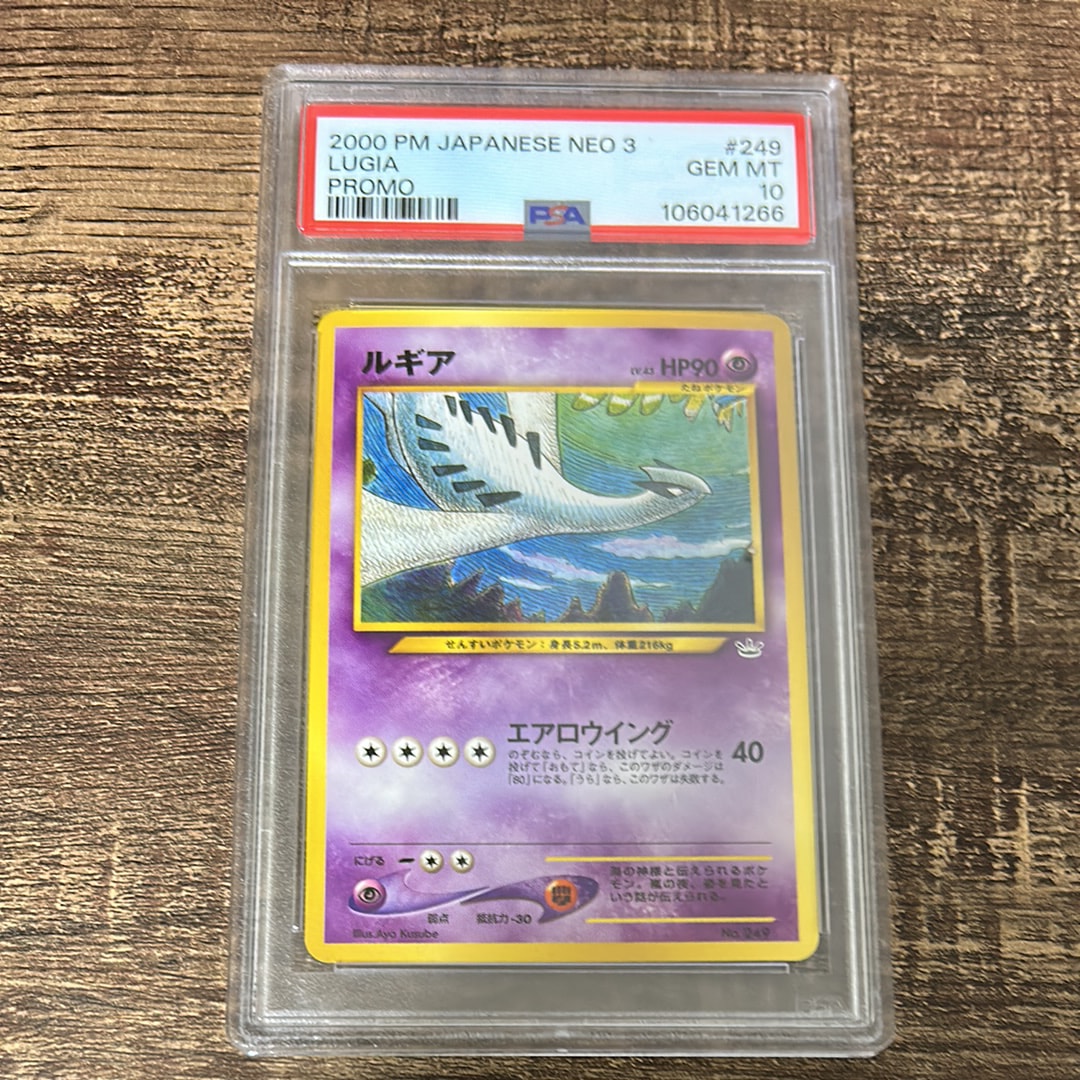 2000 PM JAPANESE NEO 3 #249
LUGIA GEM MT
PROMO 10
PSA 106041266
ルギア LV.43 HP90
たねポケモン
せんすいポケモン：身長5.2m、体重216kg
エアロウイング 40
のぞむなら、コインを投げてよい。コインを
投げて「おもて」なら、このワザのダメージは
「80」になる。「うら」なら、このワザは失敗する。
にげる
弱点 抵抗力-30
海の神様と伝えられるポケ
モン。嵐の夜、姿を見たと
いう話が伝えられる。
Illus.Ayo Kusube No.249